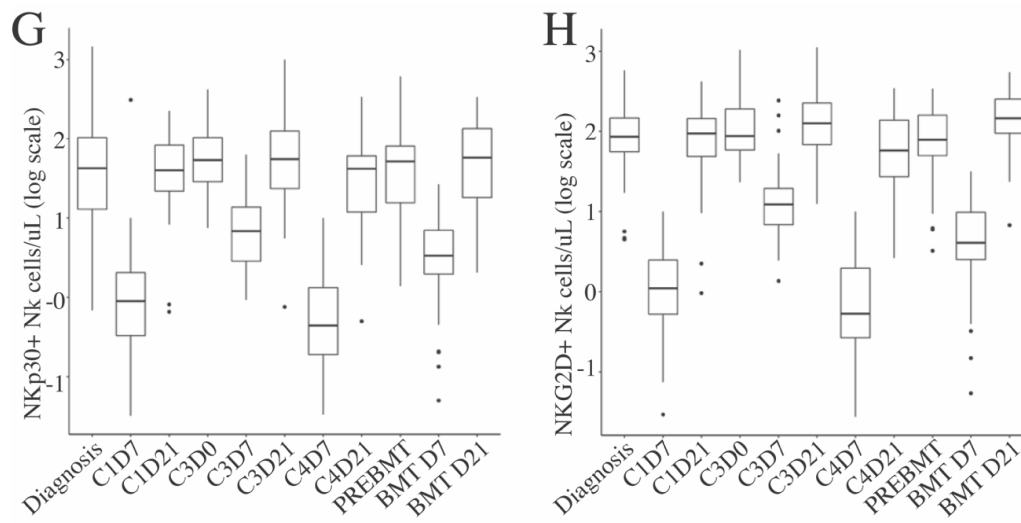 G
NKp30+ Nk cells/uL (log scale)
3
2
1
-0
-1
Diagnosis
C1D7
C1D21
C3D0
C3D7
C3D21
C4D7
C4D21
PREBMT
BMT D7
BMT D21
H
NKG2D+ Nk cells/uL (log scale)
3
2
1
0
-1
Diagnosis
C1D7
C1D21
C3D0
C3D7
C3D21
C4D7
C4D21
PREBMT
BMT D7
BMT D21